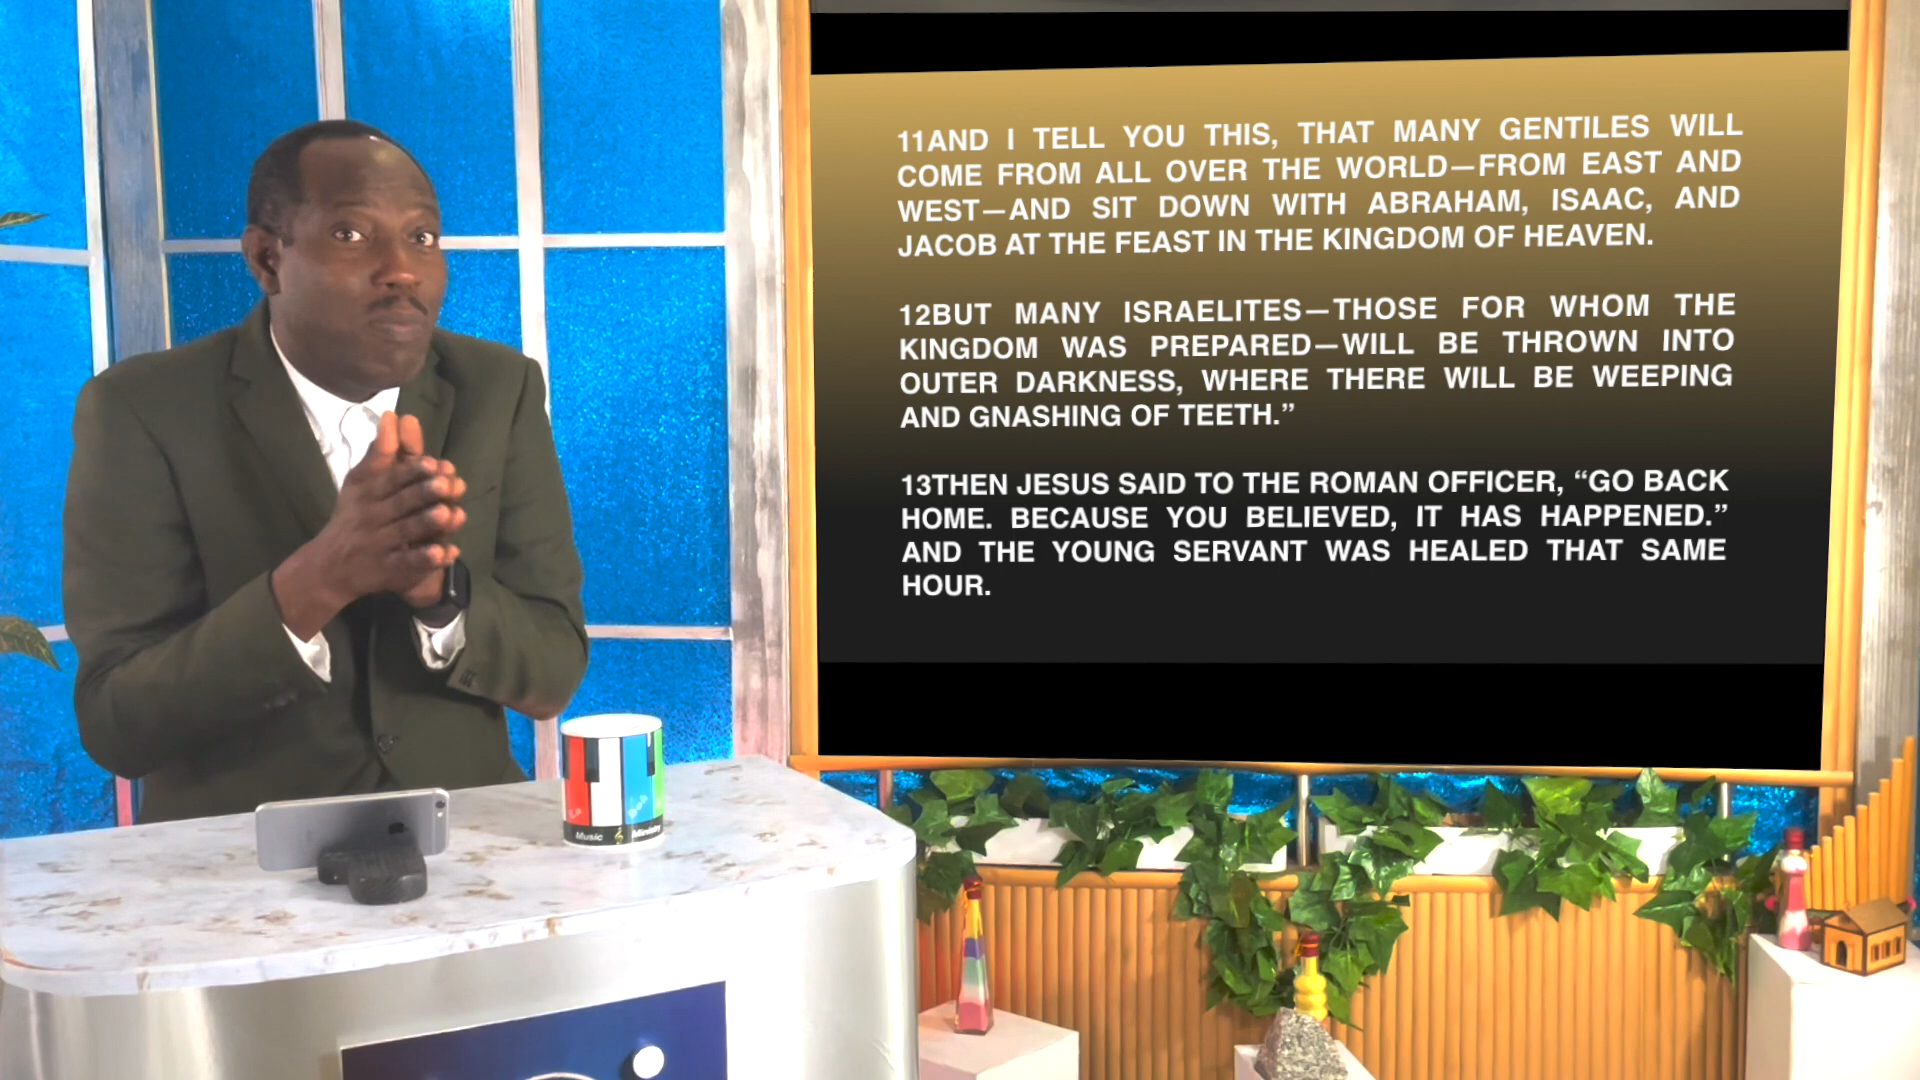 11AND I TELL YOU THIS, THAT MANY GENTILES WILL
COME FROM ALL OVER THE WORLD—FROM EAST AND
WEST—AND SIT DOWN WITH ABRAHAM, ISAAC, AND
JACOB AT THE FEAST IN THE KINGDOM OF HEAVEN.
12BUT MANY ISRAELITES—THOSE FOR WHOM THE
KINGDOM WAS PREPARED—WILL BE THROWN INTO
OUTER DARKNESS, WHERE THERE WILL BE WEEPING
AND GNASHING OF TEETH.”
13THEN JESUS SAID TO THE ROMAN OFFICER, “GO BACK
HOME. BECAUSE YOU BELIEVED, IT HAS HAPPENED.”
AND THE YOUNG SERVANT WAS HEALED THAT SAME
HOUR.
Music Ministry